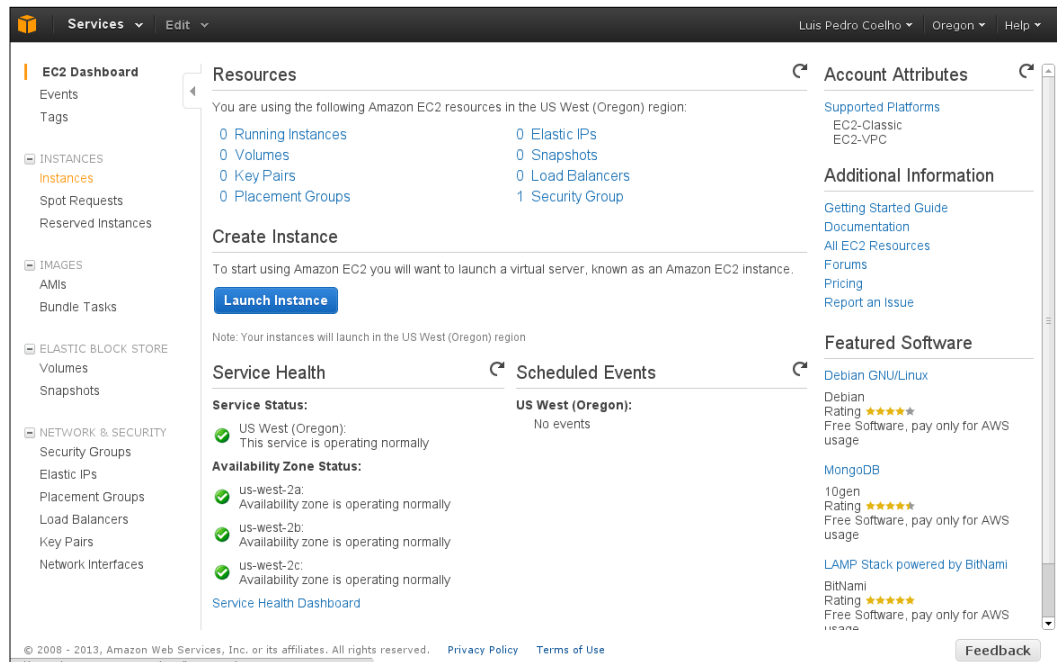 Services Edit Luis Pedro Coelho Oregon Help
EC2 Dashboard
Events
Tags
INSTANCES
Instances
Spot Requests
Reserved Instances
IMAGES
AMIs
Bundle Tasks
ELASTIC BLOCK STORE
Volumes
Snapshots
NETWORK & SECURITY
Security Groups
Elastic IPs
Placement Groups
Load Balancers
Key Pairs
Network Interfaces
Resources
You are using the following Amazon EC2 resources in the US West (Oregon) region:
0 Running Instances
0 Elastic IPs
0 Volumes
0 Snapshots
0 Key Pairs
0 Load Balancers
0 Placement Groups
1 Security Group
Create Instance
To start using Amazon EC2 you will want to launch a virtual server, known as an Amazon EC2 instance.
Launch Instance
Note: Your instances will launch in the US West (Oregon) region
Service Health
Service Status:
US West (Oregon):
This service is operating normally
Availability Zone Status:
us-west-2a:
Availability zone is operating normally
us-west-2b:
Availability zone is operating normally
us-west-2c:
Availability zone is operating normally
Service Health Dashboard
Scheduled Events
US West (Oregon):
No events
Account Attributes
Supported Platforms
EC2-Classic
EC2-VPC
Additional Information
Getting Started Guide
Documentation
All EC2 Resources
Forums
Pricing
Report an Issue
Featured Software
Debian GNU/Linux
Debian
Rating
Free Software, pay only for AWS
usage
MongoDB
10gen
Rating
Free Software, pay only for AWS
usage
LAMP Stack powered by BitNami
BitNami
Rating
Free Software, pay only for AWS
usage
© 2008 - 2013, Amazon Web Services, Inc. or its affiliates. All rights reserved. Privacy Policy Terms of Use
Feedback